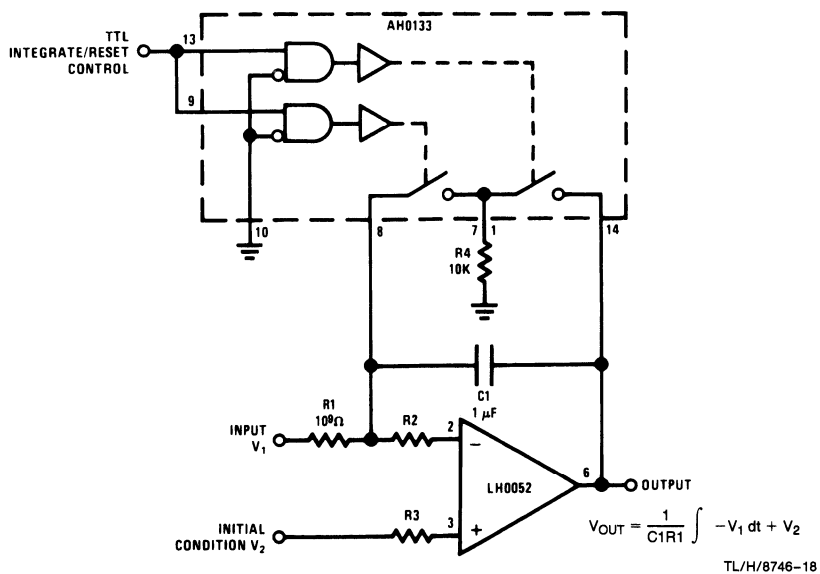 AH0133
TTL
INTEGRATE/RESET
CONTROL
13
9
10
8
7
1
14
R4
10K
C1
1 μF
R1
10⁹Ω
R2
INPUT
V₁
2
−
LH0052
6
OUTPUT
3
+
R3
INITIAL
CONDITION V₂
V_OUT = 1/C1R1 ∫ −V₁ dt + V₂
TL/H/8746–18